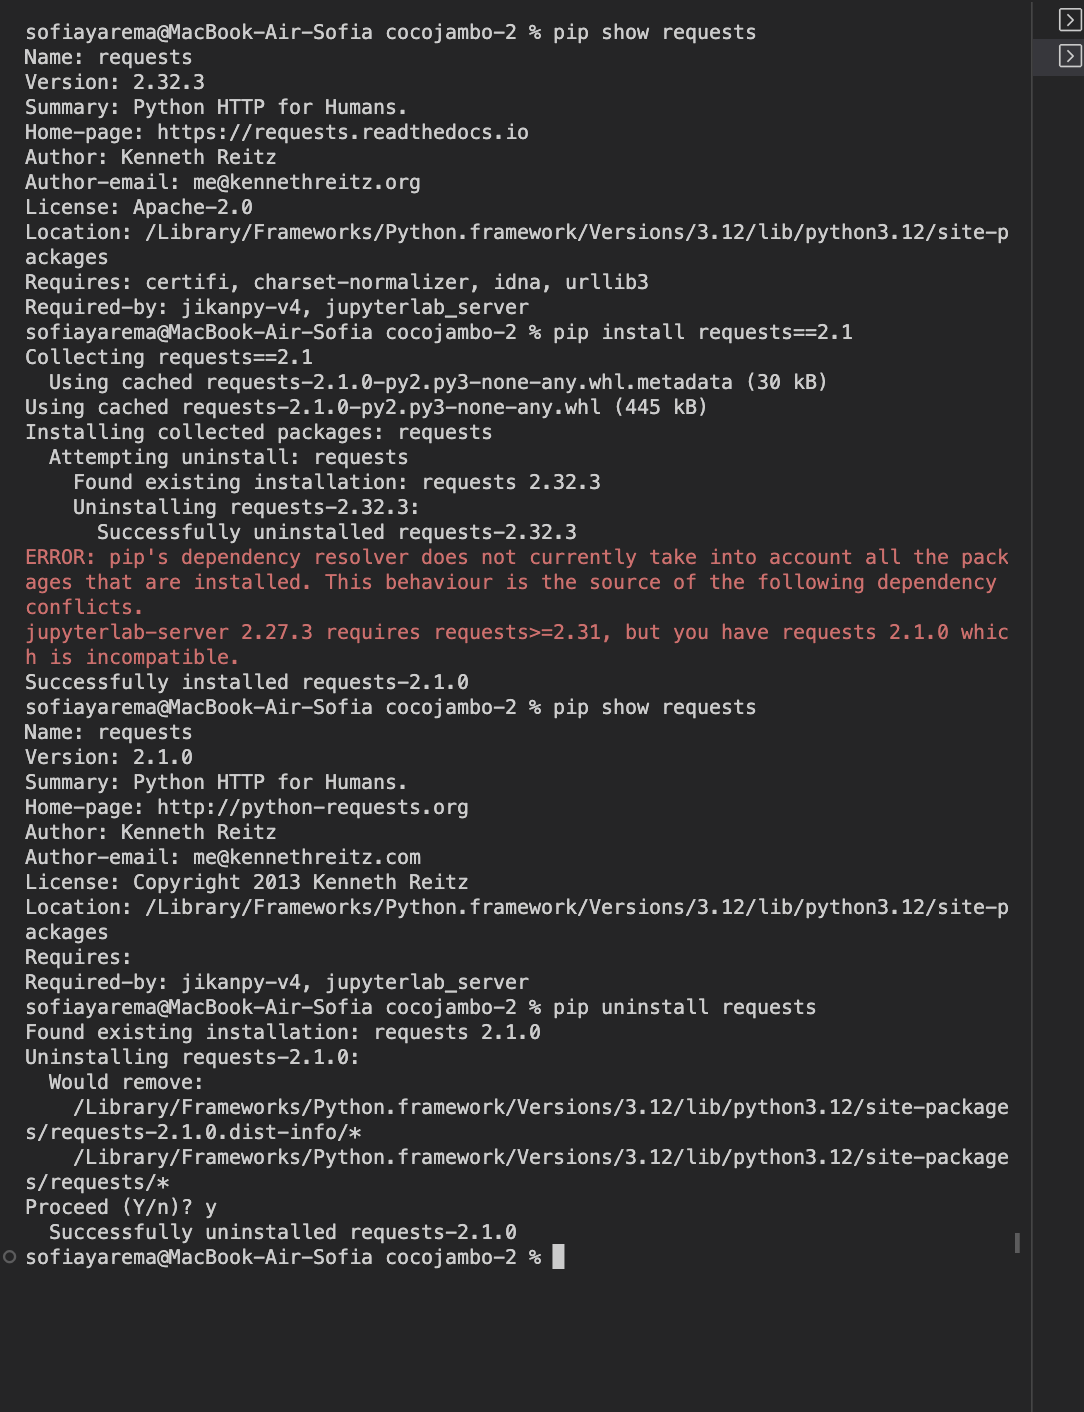 sofiayarema@MacBook-Air-Sofia cocojambo-2 % pip show requests
Name: requests
Version: 2.32.3
Summary: Python HTTP for Humans.
Home-page: https://requests.readthedocs.io
Author: Kenneth Reitz
Author-email: me@kennethreitz.org
License: Apache-2.0
Location: /Library/Frameworks/Python.framework/Versions/3.12/lib/python3.12/site-p
ackages
Requires: certifi, charset-normalizer, idna, urllib3
Required-by: jikanpy-v4, jupyterlab_server
sofiayarema@MacBook-Air-Sofia cocojambo-2 % pip install requests==2.1
Collecting requests==2.1
  Using cached requests-2.1.0-py2.py3-none-any.whl.metadata (30 kB)
Using cached requests-2.1.0-py2.py3-none-any.whl (445 kB)
Installing collected packages: requests
  Attempting uninstall: requests
    Found existing installation: requests 2.32.3
    Uninstalling requests-2.32.3:
      Successfully uninstalled requests-2.32.3
ERROR: pip's dependency resolver does not currently take into account all the pack
ages that are installed. This behaviour is the source of the following dependency
conflicts.
jupyterlab-server 2.27.3 requires requests>=2.31, but you have requests 2.1.0 whic
h is incompatible.
Successfully installed requests-2.1.0
sofiayarema@MacBook-Air-Sofia cocojambo-2 % pip show requests
Name: requests
Version: 2.1.0
Summary: Python HTTP for Humans.
Home-page: http://python-requests.org
Author: Kenneth Reitz
Author-email: me@kennethreitz.com
License: Copyright 2013 Kenneth Reitz
Location: /Library/Frameworks/Python.framework/Versions/3.12/lib/python3.12/site-p
ackages
Requires:
Required-by: jikanpy-v4, jupyterlab_server
sofiayarema@MacBook-Air-Sofia cocojambo-2 % pip uninstall requests
Found existing installation: requests 2.1.0
Uninstalling requests-2.1.0:
  Would remove:
    /Library/Frameworks/Python.framework/Versions/3.12/lib/python3.12/site-package
s/requests-2.1.0.dist-info/*
    /Library/Frameworks/Python.framework/Versions/3.12/lib/python3.12/site-package
s/requests/*
Proceed (Y/n)? y
  Successfully uninstalled requests-2.1.0
sofiayarema@MacBook-Air-Sofia cocojambo-2 %